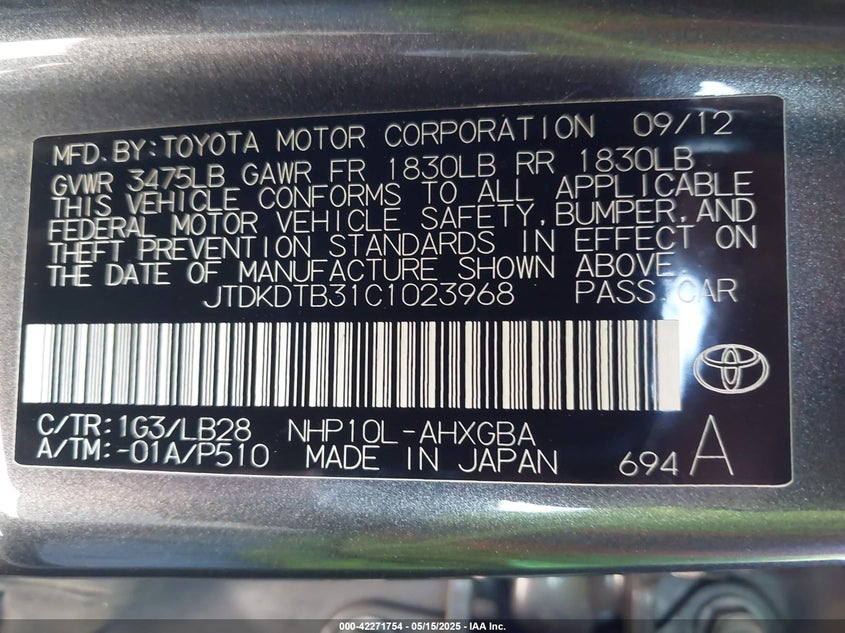 MFD.BY:TOYOTA MOTOR CORPORATION 09/12
GVWR 3475LB GAWR FR 1830LB RR 1830LB
THIS VEHICLE CONFORMS TO ALL APPLICABLE
FEDERAL MOTOR VEHICLE SAFETY,BUMPER,AND
THEFT PREVENTION STANDARDS IN EFFECT ON
THE DATE OF MANUFACTURE SHOWN ABOVE.
JTDKDTB31C1023968 PASS.CAR
C/TR:1G3/LB28 NHP10L-AHXGBA
A/TM:-01A/P510 MADE IN JAPAN 694 A
000-42271754 - 05/15/2025 - IAA Inc.